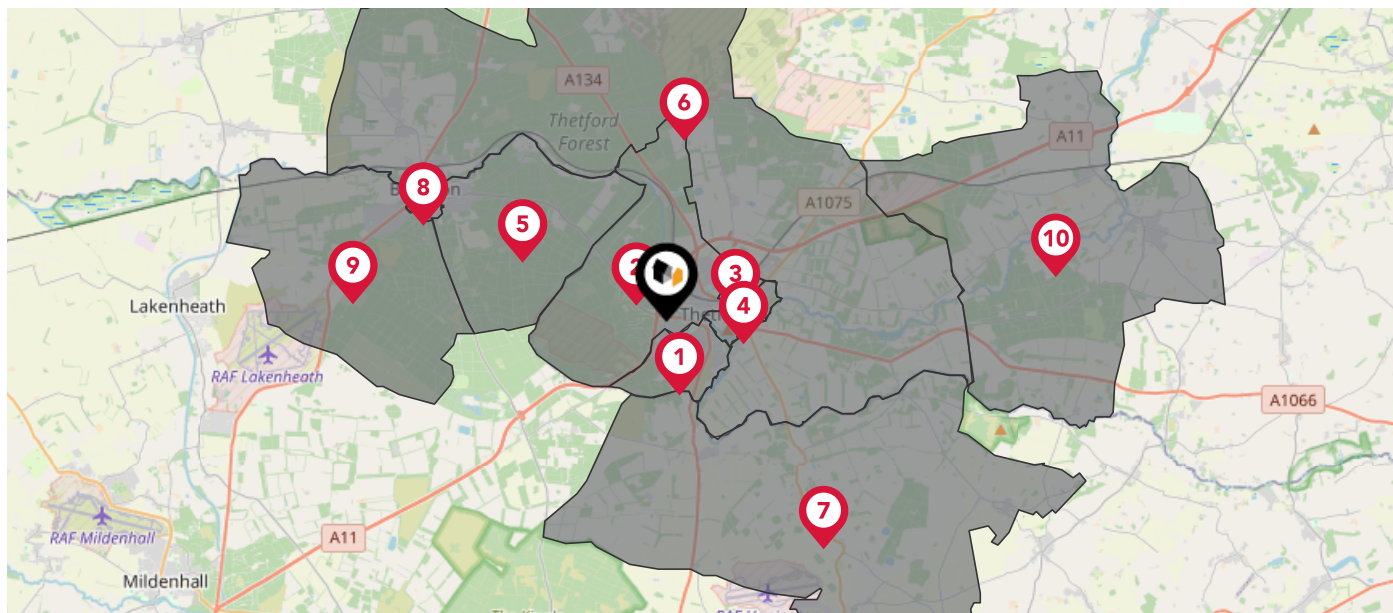 6
A134
Thetford
Forest
A11
8
A1075
5
10
9
2
3
Lakenheath
4
RAF Lakenheath
1
A1066
7
RAF Mildenhall
A11
Mildenhall